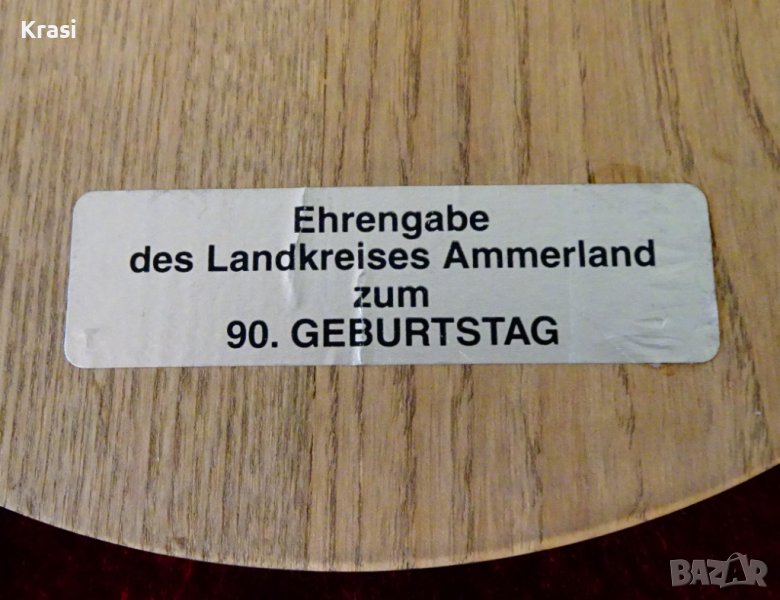 Krasi
Ehrengabe
des Landkreises Ammerland
zum
90. GEBURTSTAG
BAZAR